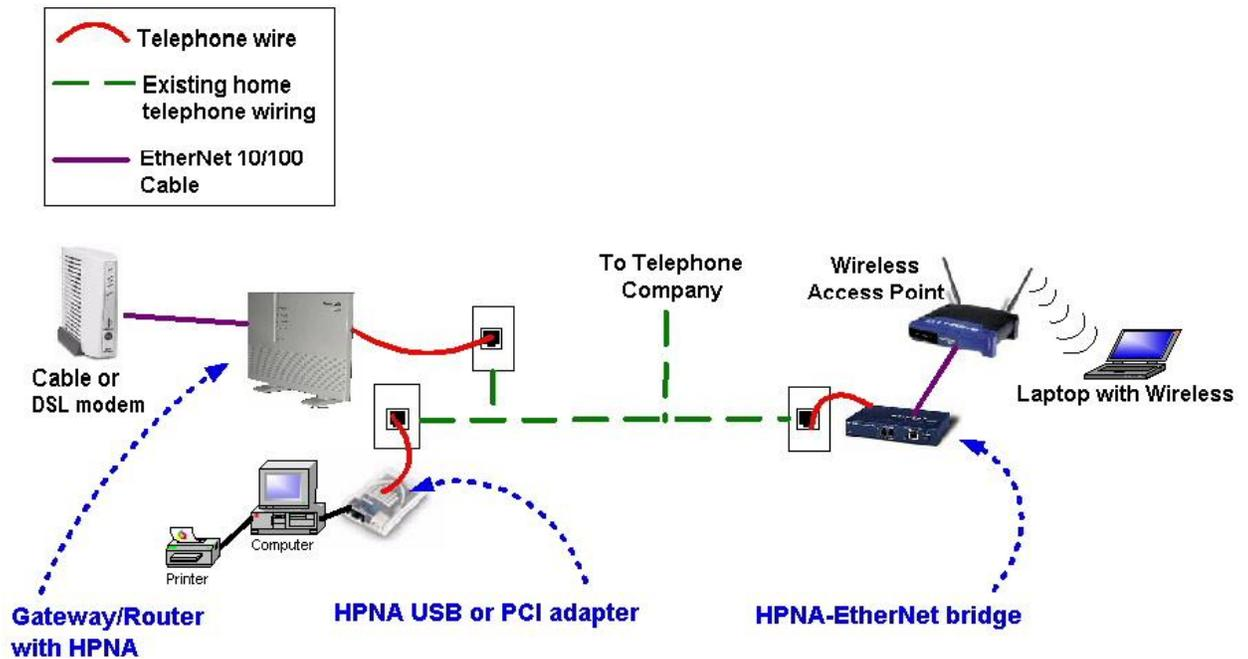 Telephone wire
Existing home
telephone wiring
EtherNet 10/100
Cable
To Telephone
Company
Wireless
Access Point
Cable or
DSL modem
Laptop with Wireless
Computer
Printer
Gateway/Router
with HPNA
HPNA USB or PCI adapter
HPNA-EtherNet bridge